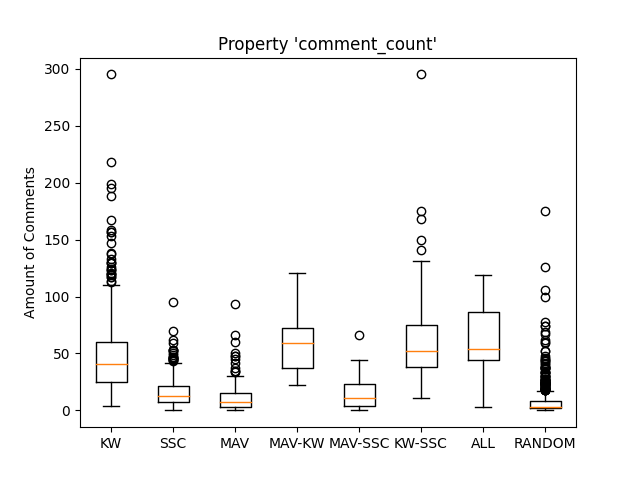 Property 'comment_count'
Amount of Comments
300
250
200
150
100
50
0
KW SSC MAV MAV-KW MAV-SSC KW-SSC ALL RANDOM